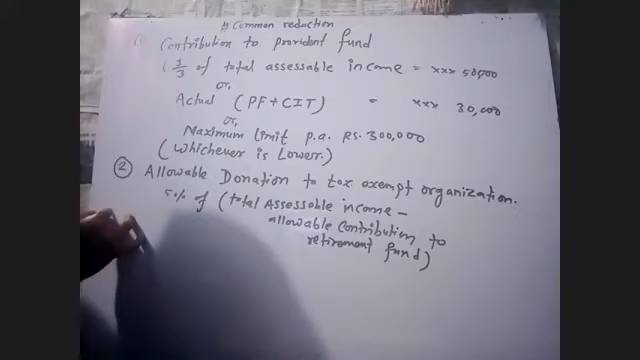 Common reduction
(1) Contribution to provident fund
( 1/3 of total assessable income = xxx 50,000
or,
Actual (PF + CIT) = xxx 30,000
or,
Maximum limit p.a. Rs. 300,000
(whichever is Lower.)
(2) Allowable Donation to tax exempt organization.
5% of (total Assessable income -
allowable Contribution to
retirement fund)